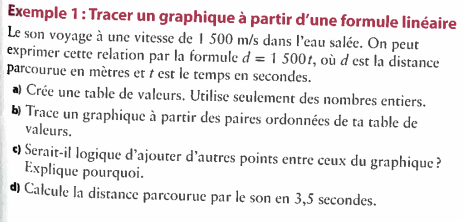 Exemple 1 : Tracer un graphique à partir d'une formule linéaire
Le son voyage à une vitesse de 1 500 m/s dans l'eau salée. On peut
exprimer cette relation par la formule d = 1 500t, où d est la distance
parcourue en mètres et t est le temps en secondes.
a) Crée une table de valeurs. Utilise seulement des nombres entiers.
b) Trace un graphique à partir des paires ordonnées de ta table de
valeurs.
c) Serait-il logique d'ajouter d'autres points entre ceux du graphique ?
Explique pourquoi.
d) Calcule la distance parcourue par le son en 3,5 secondes.